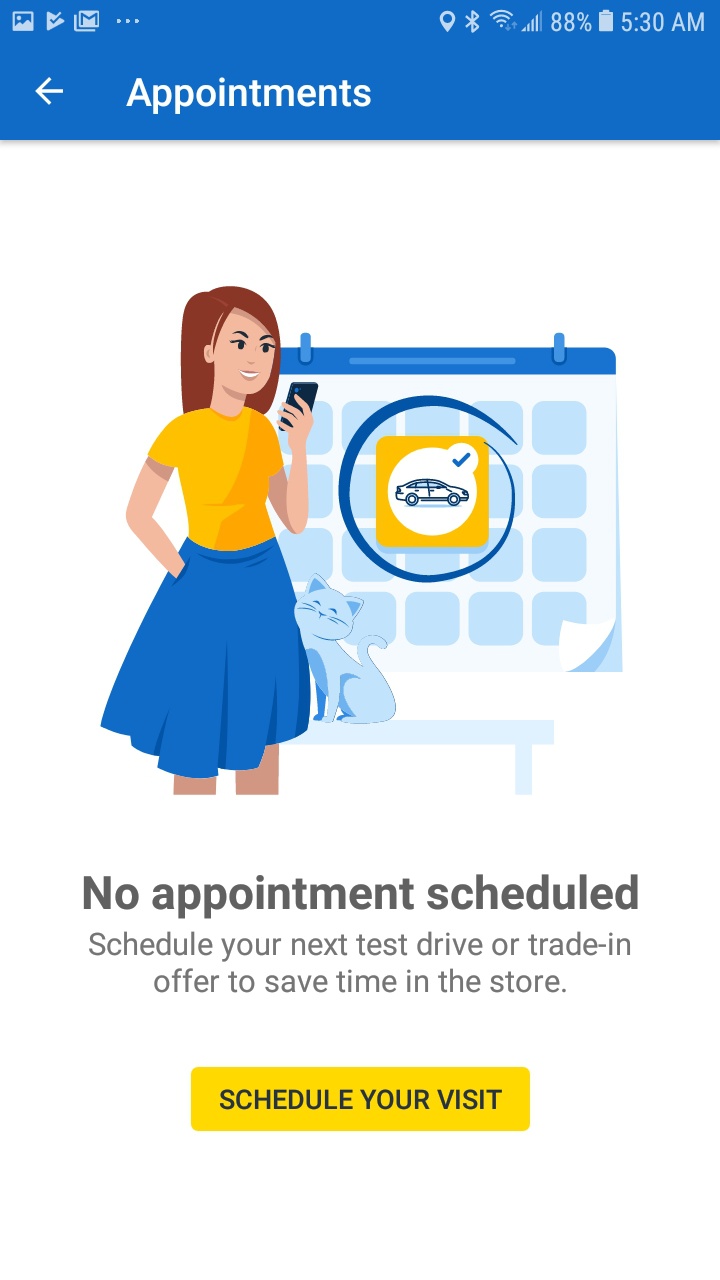 88% 5:30 AM
Appointments
No appointment scheduled
Schedule your next test drive or trade-in
offer to save time in the store.
SCHEDULE YOUR VISIT